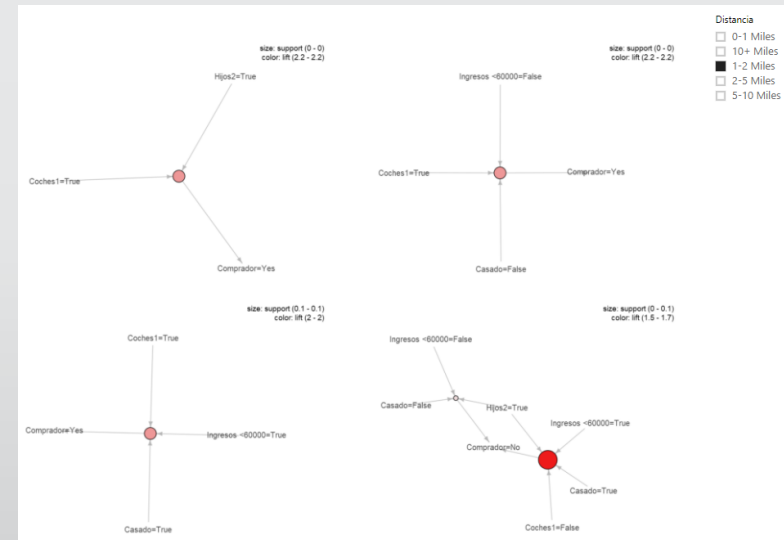 Distancia
0-1 Miles
10+ Miles
1-2 Miles
2-5 Miles
5-10 Miles
size: support (0 - 0)
color: lift (2.2 - 2.2)
Hijos2=True
Coches1=True
Comprador=Yes
size: support (0 - 0)
color: lift (2.2 - 2.2)
Ingresos <60000=False
Coches1=True
Comprador=Yes
Casado=False
size: support (0.1 - 0.1)
color: lift (2 - 2)
Coches1=True
Comprador=Yes
Ingresos <60000=True
Casado=True
size: support (0 - 0.1)
color: lift (1.5 - 1.7)
Ingresos <60000=False
Casado=False
Hijos2=True
Ingresos <60000=True
Comprador=No
Casado=True
Coches1=False